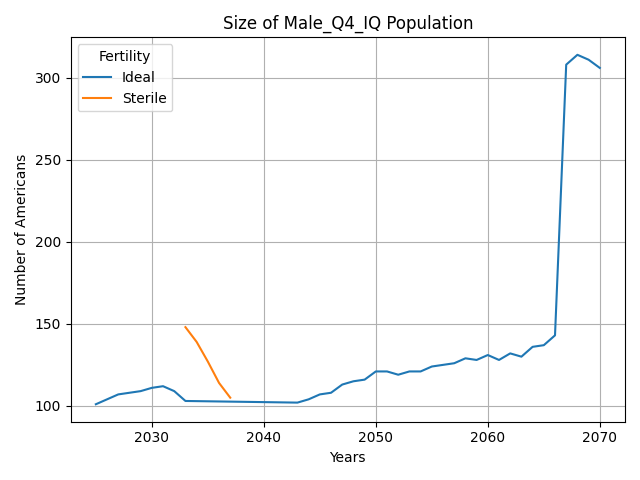 Size of Male_Q4_IQ Population
Fertility
Ideal
Sterile
Number of Americans
300
250
200
150
100
2030 2040 2050 2060 2070
Years